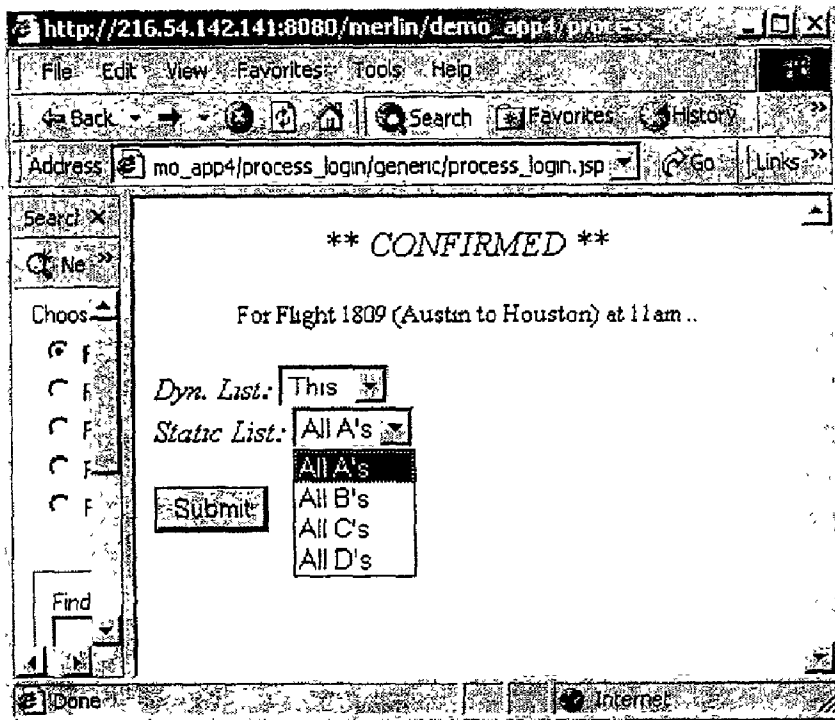 http://216.54.142.141:8080/merlin/demo_app4/process
File Edit View Favorites Tools Help
Back Search Favorites History »
Address mo_app4/process_login/generic/process_login.jsp Go Links »
Search
Ne »
Choos
F
F
F
F
F
Find
** CONFIRMED **
For Flight 1809 (Austin to Houston) at 11am ..
Dyn. List: This
Static List: All A's
All A's
All B's
All C's
All D's
Submit
Done Internet